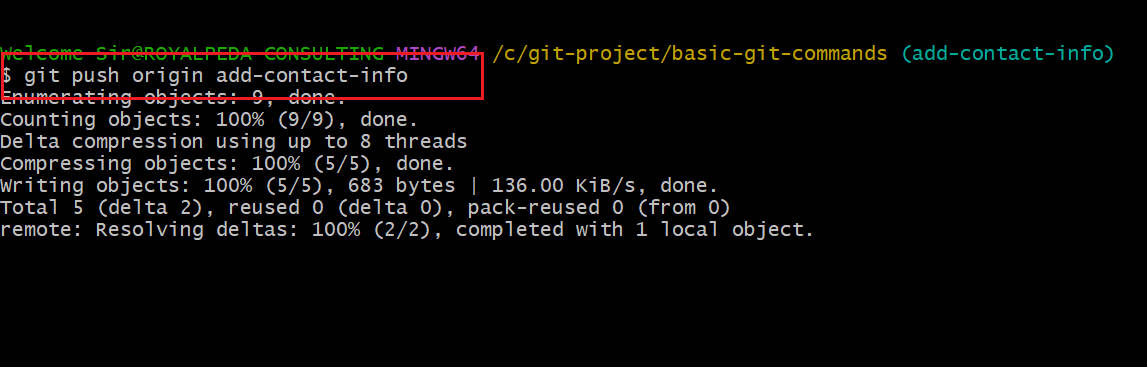 Welcome Sir@ROYALPEDA-CONSULTING MINGW64 /c/git-project/basic-git-commands (add-contact-info)
$ git push origin add-contact-info
Enumerating objects: 9, done.
Counting objects: 100% (9/9), done.
Delta compression using up to 8 threads
Compressing objects: 100% (5/5), done.
Writing objects: 100% (5/5), 683 bytes | 136.00 KiB/s, done.
Total 5 (delta 2), reused 0 (delta 0), pack-reused 0 (from 0)
remote: Resolving deltas: 100% (2/2), completed with 1 local object.